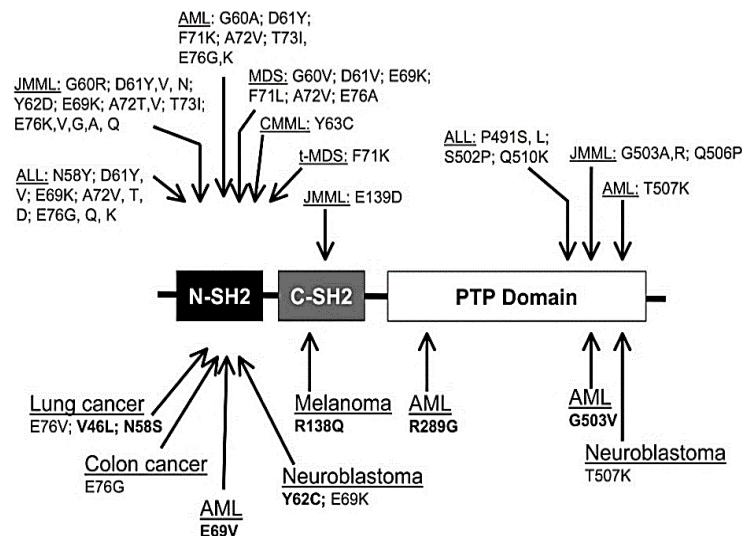 AML: G60A; D61Y;
F71K; A72V; T73I,
E76G,K
JMML: G60R; D61Y,V, N;
Y62D; E69K; A72T,V; T73I;
E76K,V,G,A, Q
MDS: G60V; D61V; E69K;
F71L; A72V; E76A
CMML: Y63C
t-MDS: F71K
ALL: N58Y; D61Y,
V; E69K; A72V, T,
D; E76G, Q, K
JMML: E139D
ALL: P491S, L;
S502P; Q510K
JMML: G503A,R; Q506P
AML: T507K
N-SH2
C-SH2
PTP Domain
Lung cancer
E76V; V46L; N58S
Colon cancer
E76G
AML
E69V
Neuroblastoma
Y62C; E69K
Melanoma
R138Q
AML
R289G
AML
G503V
Neuroblastoma
T507K